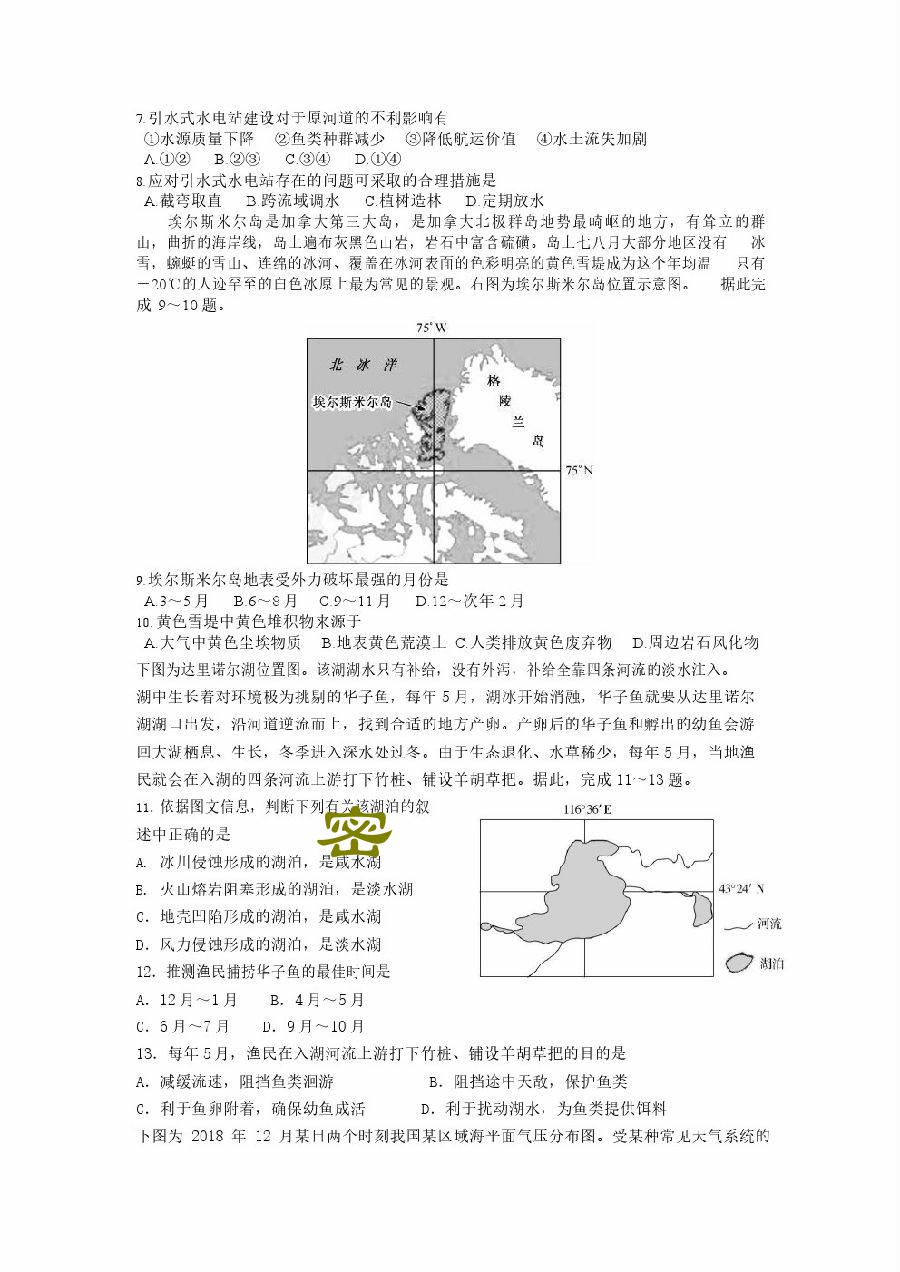 7.引水式水电站建设对于原河道的不利影响有
①水源质量下降 ②鱼类种群减少 ③降低航运价值 ④水土流失加剧
A.①② B.②③ C.③④ D.①④
8.应对引水式水电站存在的问题可采取的合理措施是
A.截弯取直 B.跨流域调水 C.植树造林 D.定期放水
埃尔斯米尔岛是加拿大第三大岛，是加拿大北极群岛地势最崎岖的地方，有耸立的群
山，曲折的海岸线，岛上遍布灰黑色山岩，岩石中富含硫磺。岛上七八月大部分地区没有 冰
雪，蜿蜒的雪山、连绵的冰河、覆盖在冰河表面的色彩明亮的黄色雪堤成为这个年均温 只有
－20℃的人迹罕至的白色冰原上最为常见的景观。右图为埃尔斯米尔岛位置示意图。 据此完
成 9～10 题。
75°W
北 冰 洋
格
陵
兰
岛
埃尔斯米尔岛
75°N
9.埃尔斯米尔岛地表受外力破坏最强的月份是
A.3～5月 B.6～8月 C.9～11月 D.12～次年2月
10.黄色雪堤中黄色堆积物来源于
A.大气中黄色尘埃物质 B.地表黄色荒漠土 C.人类排放黄色废弃物 D.周边岩石风化物
下图为达里诺尔湖位置图。该湖湖水只有补给，没有外泻，补给全靠四条河流的淡水注入。
湖中生长着对环境极为挑剔的华子鱼，每年5月，湖冰开始消融，华子鱼就要从达里诺尔
湖湖口出发，沿河道逆流而上，找到合适的地方产卵。产卵后的华子鱼和孵出的幼鱼会游
回大湖栖息、生长，冬季进入深水处过冬。由于生态退化、水草稀少，每年5月，当地渔
民就会在入湖的四条河流上游打下竹桩、铺设羊胡草把。据此，完成11～13题。
11. 依据图文信息，判断下列有关该湖泊的叙
述中正确的是
A. 冰川侵蚀形成的湖泊，是咸水湖
B. 火山熔岩阻塞形成的湖泊，是淡水湖
C. 地壳凹陷形成的湖泊，是咸水湖
D. 风力侵蚀形成的湖泊，是淡水湖
密
116°36′E
43°24′ N
河流
湖泊
12. 推测渔民捕捞华子鱼的最佳时间是
A. 12月～1月 B. 4月～5月
C. 6月～7月 D. 9月～10月
13. 每年5月，渔民在入湖河流上游打下竹桩、铺设羊胡草把的目的是
A. 减缓流速，阻挡鱼类洄游 B. 阻挡途中天敌，保护鱼类
C. 利于鱼卵附着，确保幼鱼成活 D. 利于扰动湖水，为鱼类提供饵料
下图为 2018 年 12 月某日两个时刻我国某区域海平面气压分布图。受某种常见天气系统的